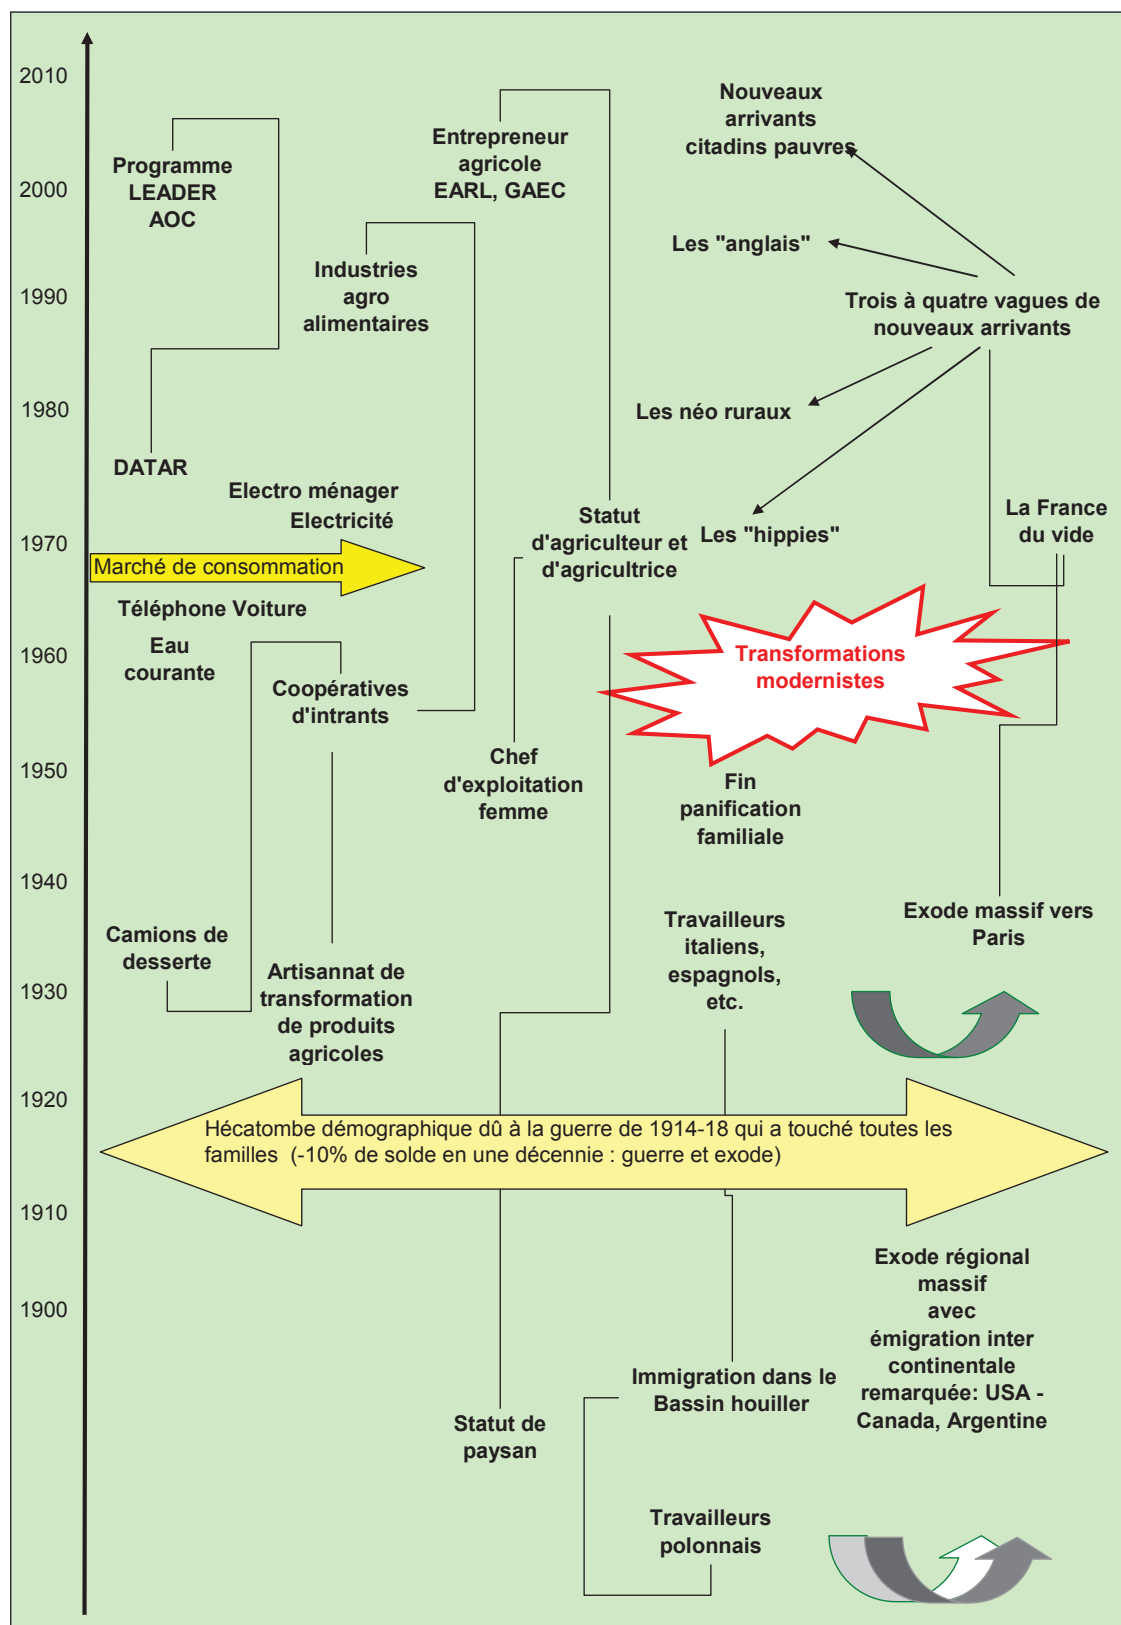 2010
2000
1990
1980
1970
1960
1950
1940
1930
1920
1910
1900
Programme
LEADER
AOC
DATAR
Industries
agro
alimentaires
Entrepreneur
agricole
EARL, GAEC
Nouveaux
arrivants
citadins pauvres
Les "anglais"
Trois à quatre vagues de
nouveaux arrivants
Les néo ruraux
Les "hippies"
La France
du vide
Electro ménager
Electricité
Marché de consommation
Téléphone Voiture
Eau
courante
Statut
d'agriculteur et
d'agricultrice
Transformations
modernistes
Coopératives
d'intrants
Chef
d'exploitation
femme
Fin
panification
familiale
Camions de
desserte
Artisannat de
transformation
de produits
agricoles
Travailleurs
italiens,
espagnols,
etc.
Exode massif vers
Paris
Hécatombe démographique dû à la guerre de 1914-18 qui a touché toutes les
familles (-10% de solde en une décennie : guerre et exode)
Exode régional
massif
avec
émigration inter
continentale
remarquée: USA -
Canada, Argentine
Immigration dans le
Bassin houiller
Statut de
paysan
Travailleurs
polonnais